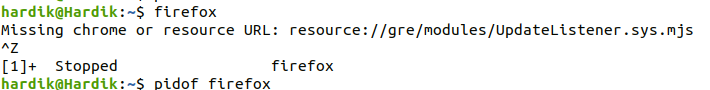 hardik@Hardik:~$ firefox
Missing chrome or resource URL: resource://gre/modules/UpdateListener.sys.mjs
^Z
[1]+  Stopped                 firefox
hardik@Hardik:~$ pidof firefox